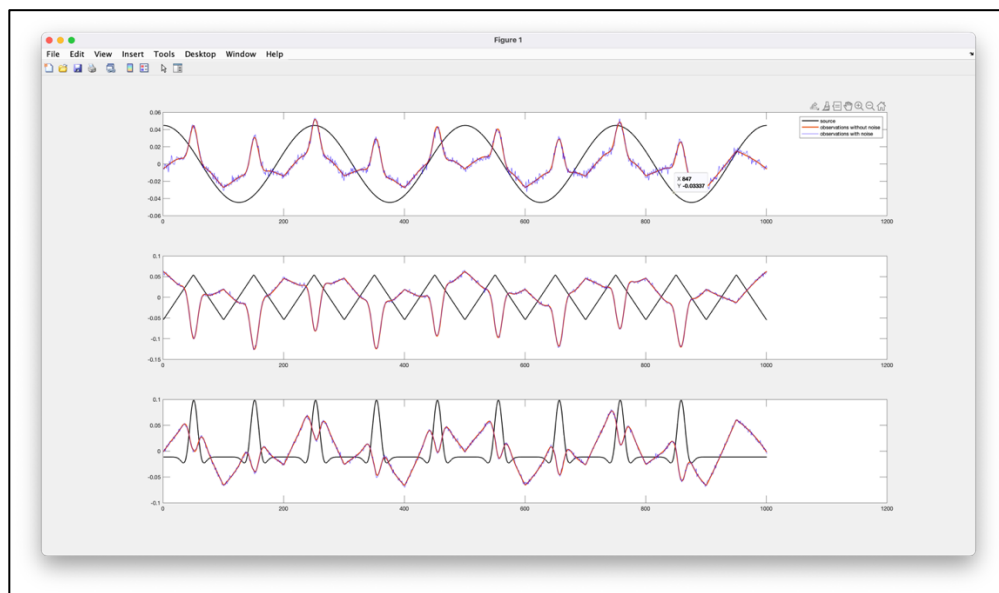 Figure 1
File Edit View Insert Tools Desktop Window Help
source
observations without noise
observations with noise
0.06
0.04
0.02
0
-0.02
-0.04
-0.06
X 847
Y -0.03337
0 200 400 600 800 1000 1200
0.1
0.05
0
-0.05
-0.1
-0.15
0 200 400 600 800 1000 1200
0.1
0.05
0
-0.05
-0.1
0 200 400 600 800 1000 1200